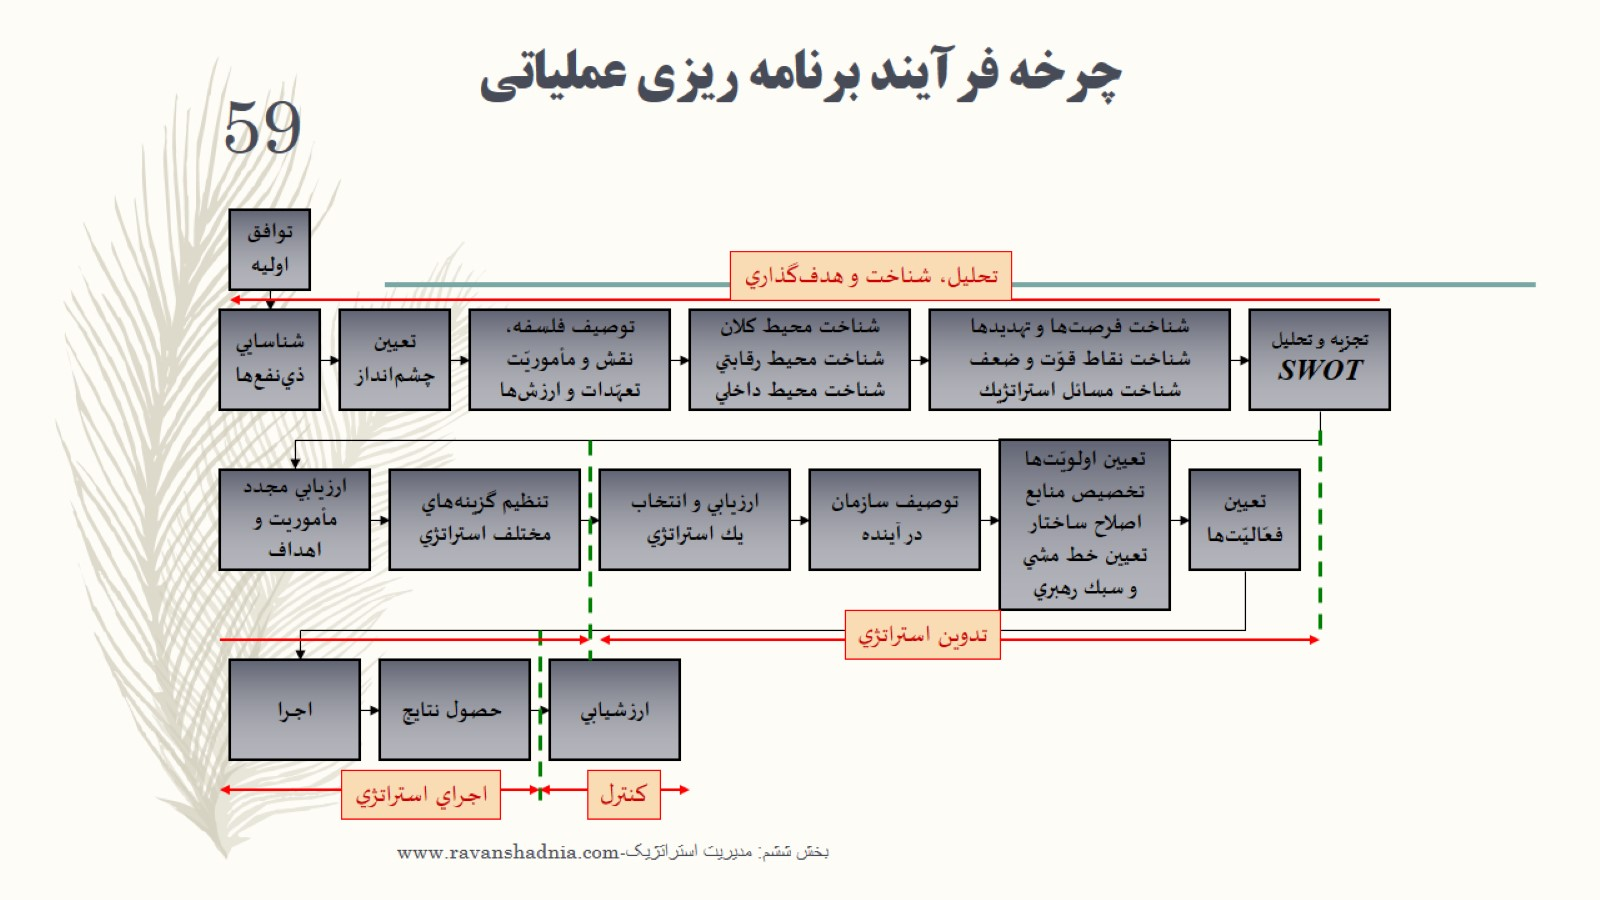 چرخه فرآیند برنامه ریزی عملیاتی
59
توافق
اوليه
تحليل، شناخت و هدف‌گذاري
شناسايي
ذي‌نفع‌ها
تعيين
چشم‌انداز
توصيف فلسفه،
نقش و مأموريّت
تعهّدات و ارزش‌ها
شناخت محيط كلان
شناخت محيط رقابتي
شناخت محيط داخلي
شناخت فرصت‌ها و تهديدها
شناخت نقاط قوّت و ضعف
شناخت مسائل استراتژيك
تجزيه و تحليل
SWOT
ارزيابي مجدد
مأموريت و
اهداف
تنظيم گزينه‌هاي
مختلف استراتژي
ارزيابي و انتخاب
يك استراتژي
توصيف سازمان
در آينده
تعيين اولويّت‌ها
تخصيص منابع
اصلاح ساختار
تعيين خط مشي
و سبك رهبري
تعيين
فعّاليّت‌ها
تدوين استراتژي
اجرا
حصول نتايج
ارزشيابي
اجراي استراتژي
كنترل
بخش ششم: مدیریت استراتژیک-www.ravanshadnia.com